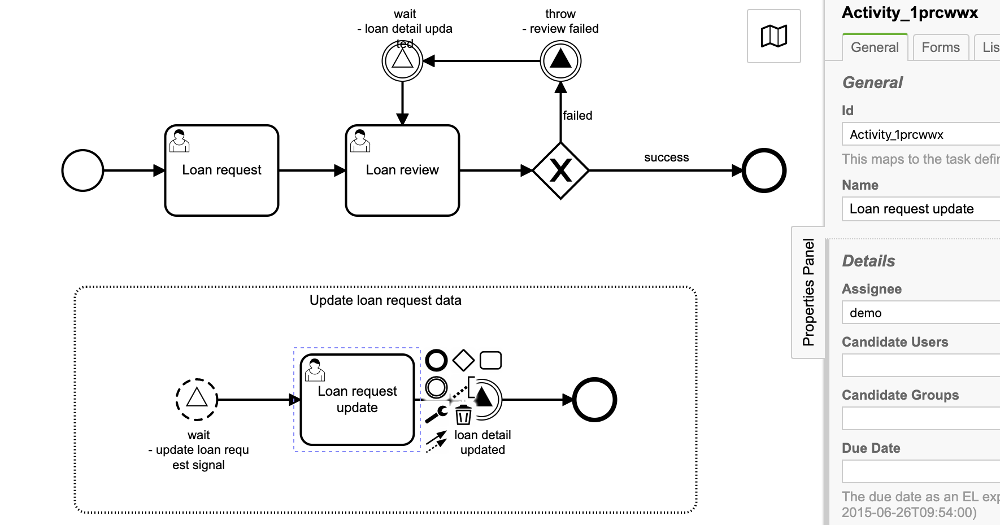 wait
- loan detail upda
ted
throw
- review failed
failed
success
Loan request
Loan review
Update loan request data
Loan request
update
wait
- update loan requ
est signal
loan detail
updated
Properties Panel
Activity_1prcwwx
General
Forms
Lis
General
Id
Activity_1prcwwx
This maps to the task defin
Name
Loan request update
Details
Assignee
demo
Candidate Users
Candidate Groups
Due Date
The due date as an EL exp
2015-06-26T09:54:00)